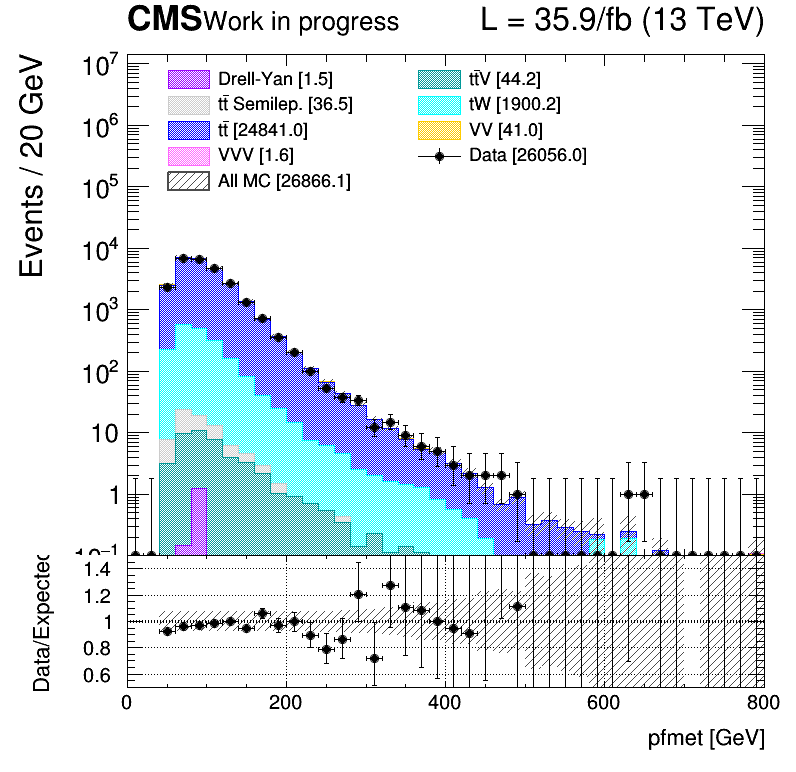 CMS Work in progress L = 35.9/fb (13 TeV)
Events / 20 GeV
10⁷
10⁶
10⁵
10⁴
10³
10²
10
1
10⁻¹
Drell-Yan [1.5]
tt̄ Semilep. [36.5]
tt̄ [24841.0]
VVV [1.6]
All MC [26866.1]
tt̄V [44.2]
tW [1900.2]
VV [41.0]
Data [26056.0]
Data/Expected
1.4
1.2
1
0.8
0.6
0 200 400 600 800
pfmet [GeV]